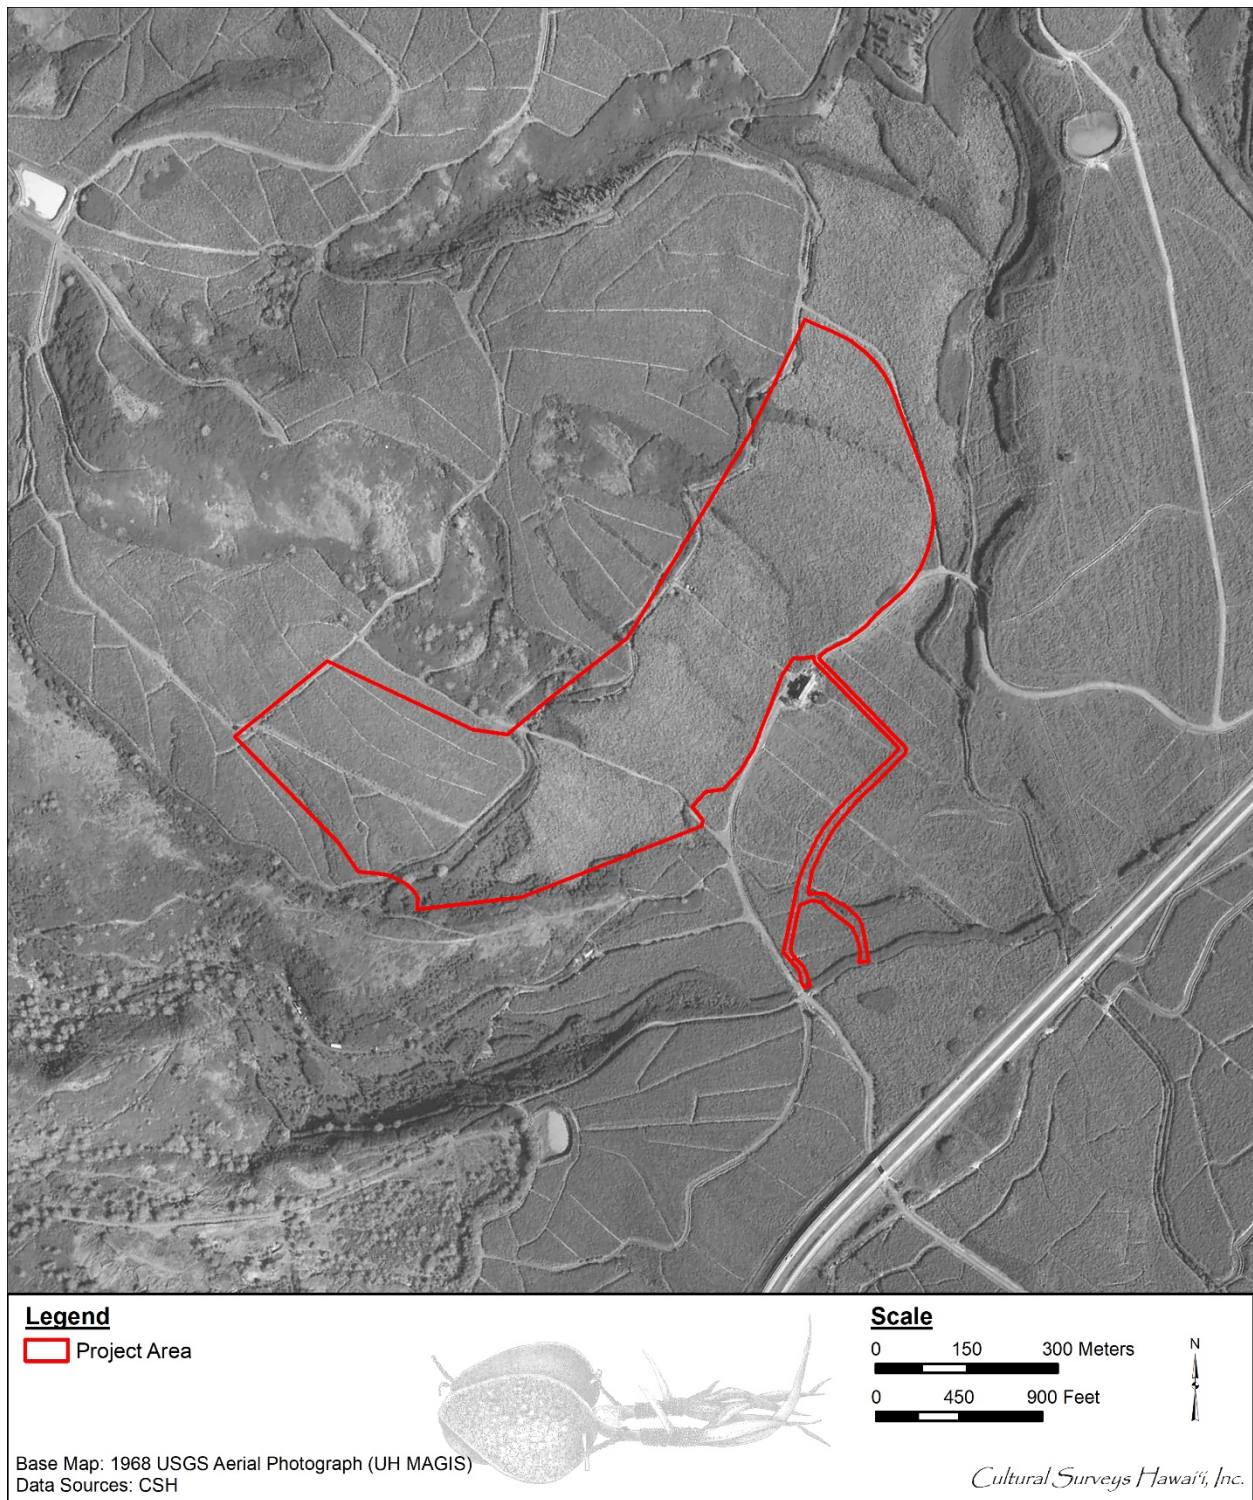 Legend
Project Area
Base Map: 1968 USGS Aerial Photograph (UH MAGIS)
Data Sources: CSH
Scale
0 150 300 Meters
0 450 900 Feet
N
Cultural Surveys Hawai‘i, Inc.